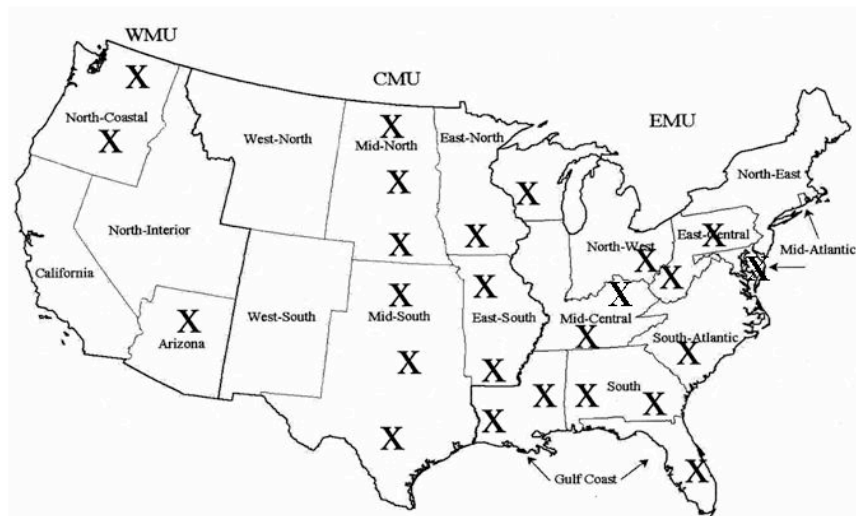 WMU
CMU
EMU
X
X
North-Coastal
X
West-North
Mid-North
East-North
North-East
X
X
North-Interior
X
X
North-West
X
East-Central
X
Mid-Atlantic
X
X
X
California
X
Arizona
West-South
X
Mid-South
X
East-South
X
Mid-Central
X
South-Atlantic
X
X
X
X
South
X
X
X
X
X
X
Gulf Coast